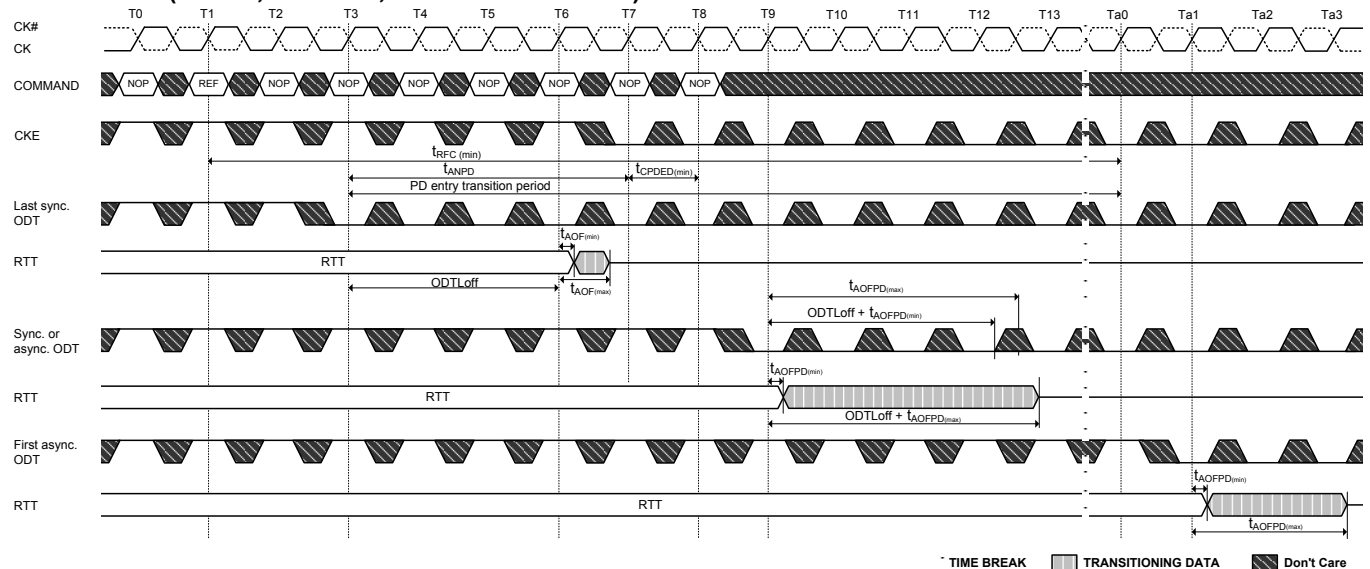 T0 T1 T2 T3 T4 T5 T6 T7 T8 T9 T10 T11 T12 T13 Ta0 Ta1 Ta2 Ta3
CK#
CK
COMMAND NOP REF NOP NOP NOP NOP NOP NOP NOP
CKE
tRFC (min)
tANPD tCPDED(min)
PD entry transition period
Last sync.
ODT
tAOF(min)
RTT RTT
ODTLoff tAOF(max)
tAOFPD(max)
ODTLoff + tAOFPD(min)
Sync. or
async. ODT
tAOFPD(min)
RTT RTT
ODTLoff + tAOFPD(max)
First async.
ODT
tAOFPD(min)
RTT RTT
tAOFPD(max)
TIME BREAK TRANSITIONING DATA Don't Care